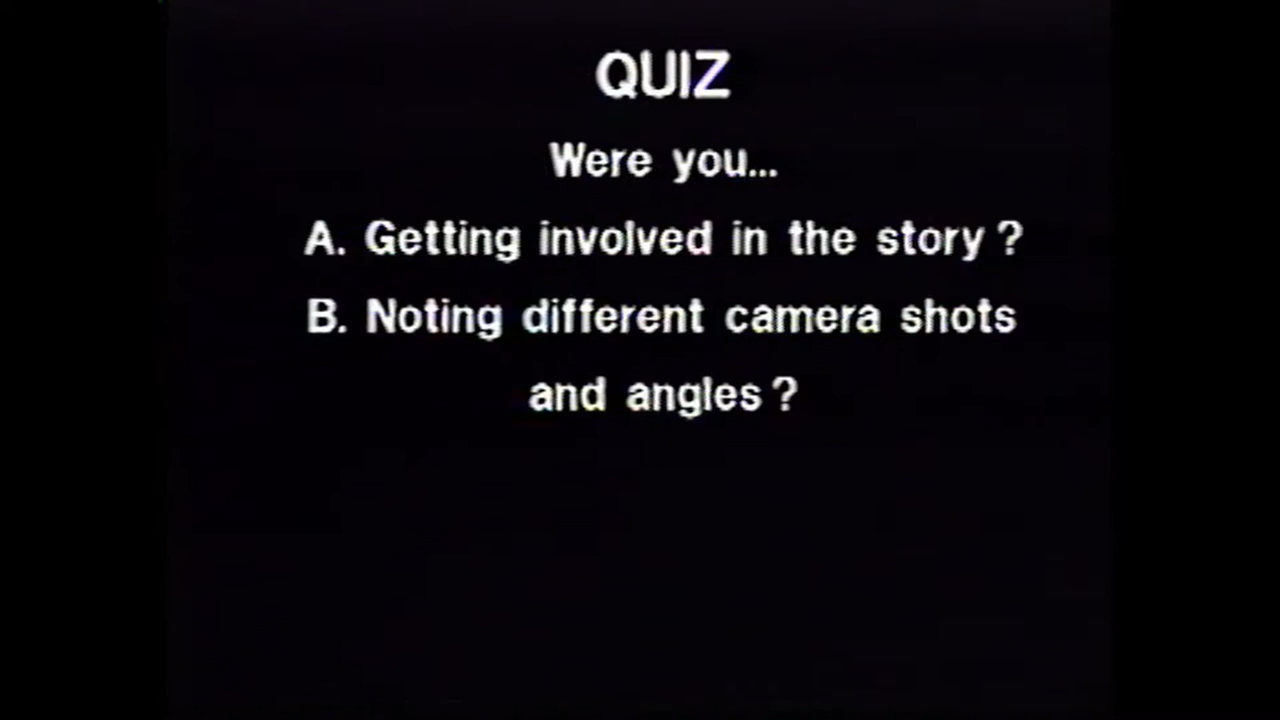 QUIZ
Were you...
A. Getting involved in the story ?
B. Noting different camera shots
and angles ?